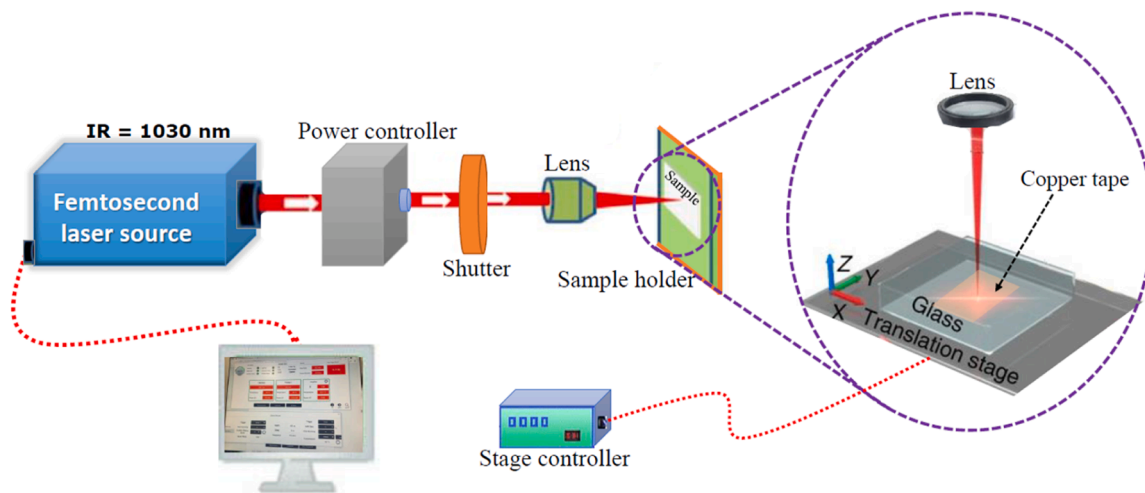 IR = 1030 nm
Femtosecond
laser source
Power controller
Shutter
Lens
Sample
Sample holder
Lens
Copper tape
Z
Y
X
Glass
Translation stage
Stage controller